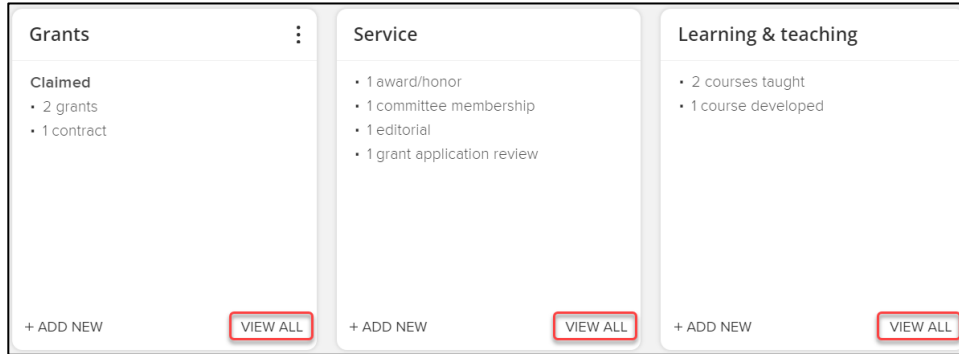 Grants
Claimed
• 2 grants
• 1 contract
+ ADD NEW
VIEW ALL
Service
• 1 award/honor
• 1 committee membership
• 1 editorial
• 1 grant application review
+ ADD NEW
VIEW ALL
Learning & teaching
• 2 courses taught
• 1 course developed
+ ADD NEW
VIEW ALL